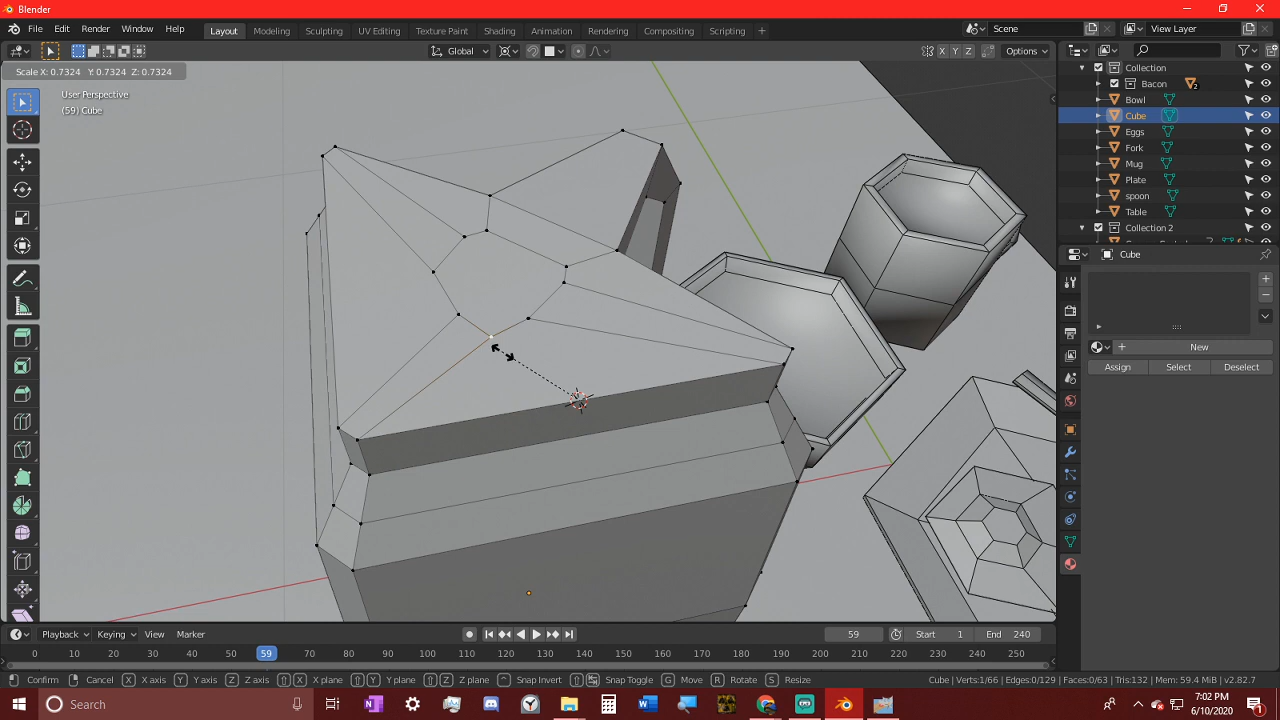 Blender
File Edit Render Window Help
Layout Modeling Sculpting UV Editing Texture Paint Shading Animation Rendering Compositing Scripting +
Scene
View Layer
Global
X Y Z
Options
Scale X: 0.7324 Y: 0.7324 Z: 0.7324
User Perspective
(59) Cube
Collection
Bacon 2
Bowl
Cube
Eggs
Fork
Mug
Plate
spoon
Table
Collection 2
Cube
New
Assign Select Deselect
Playback Keying View Marker
59 Start 1 End 240
0 10 20 30 40 50 59 70 80 90 100 110 120 130 140 150 160 170 180 190 200 210 220 230 240 250
Confirm Cancel X X axis Y Y axis Z Z axis X X plane Y Y plane Z Z plane Snap Invert Snap Toggle G Move R Rotate S Resize
Cube | Verts:1/66 | Edges:0/129 | Faces:0/63 | Tris:132 | Mem: 59.4 MiB | v2.82.7
Search
7:02 PM
6/10/2020
1